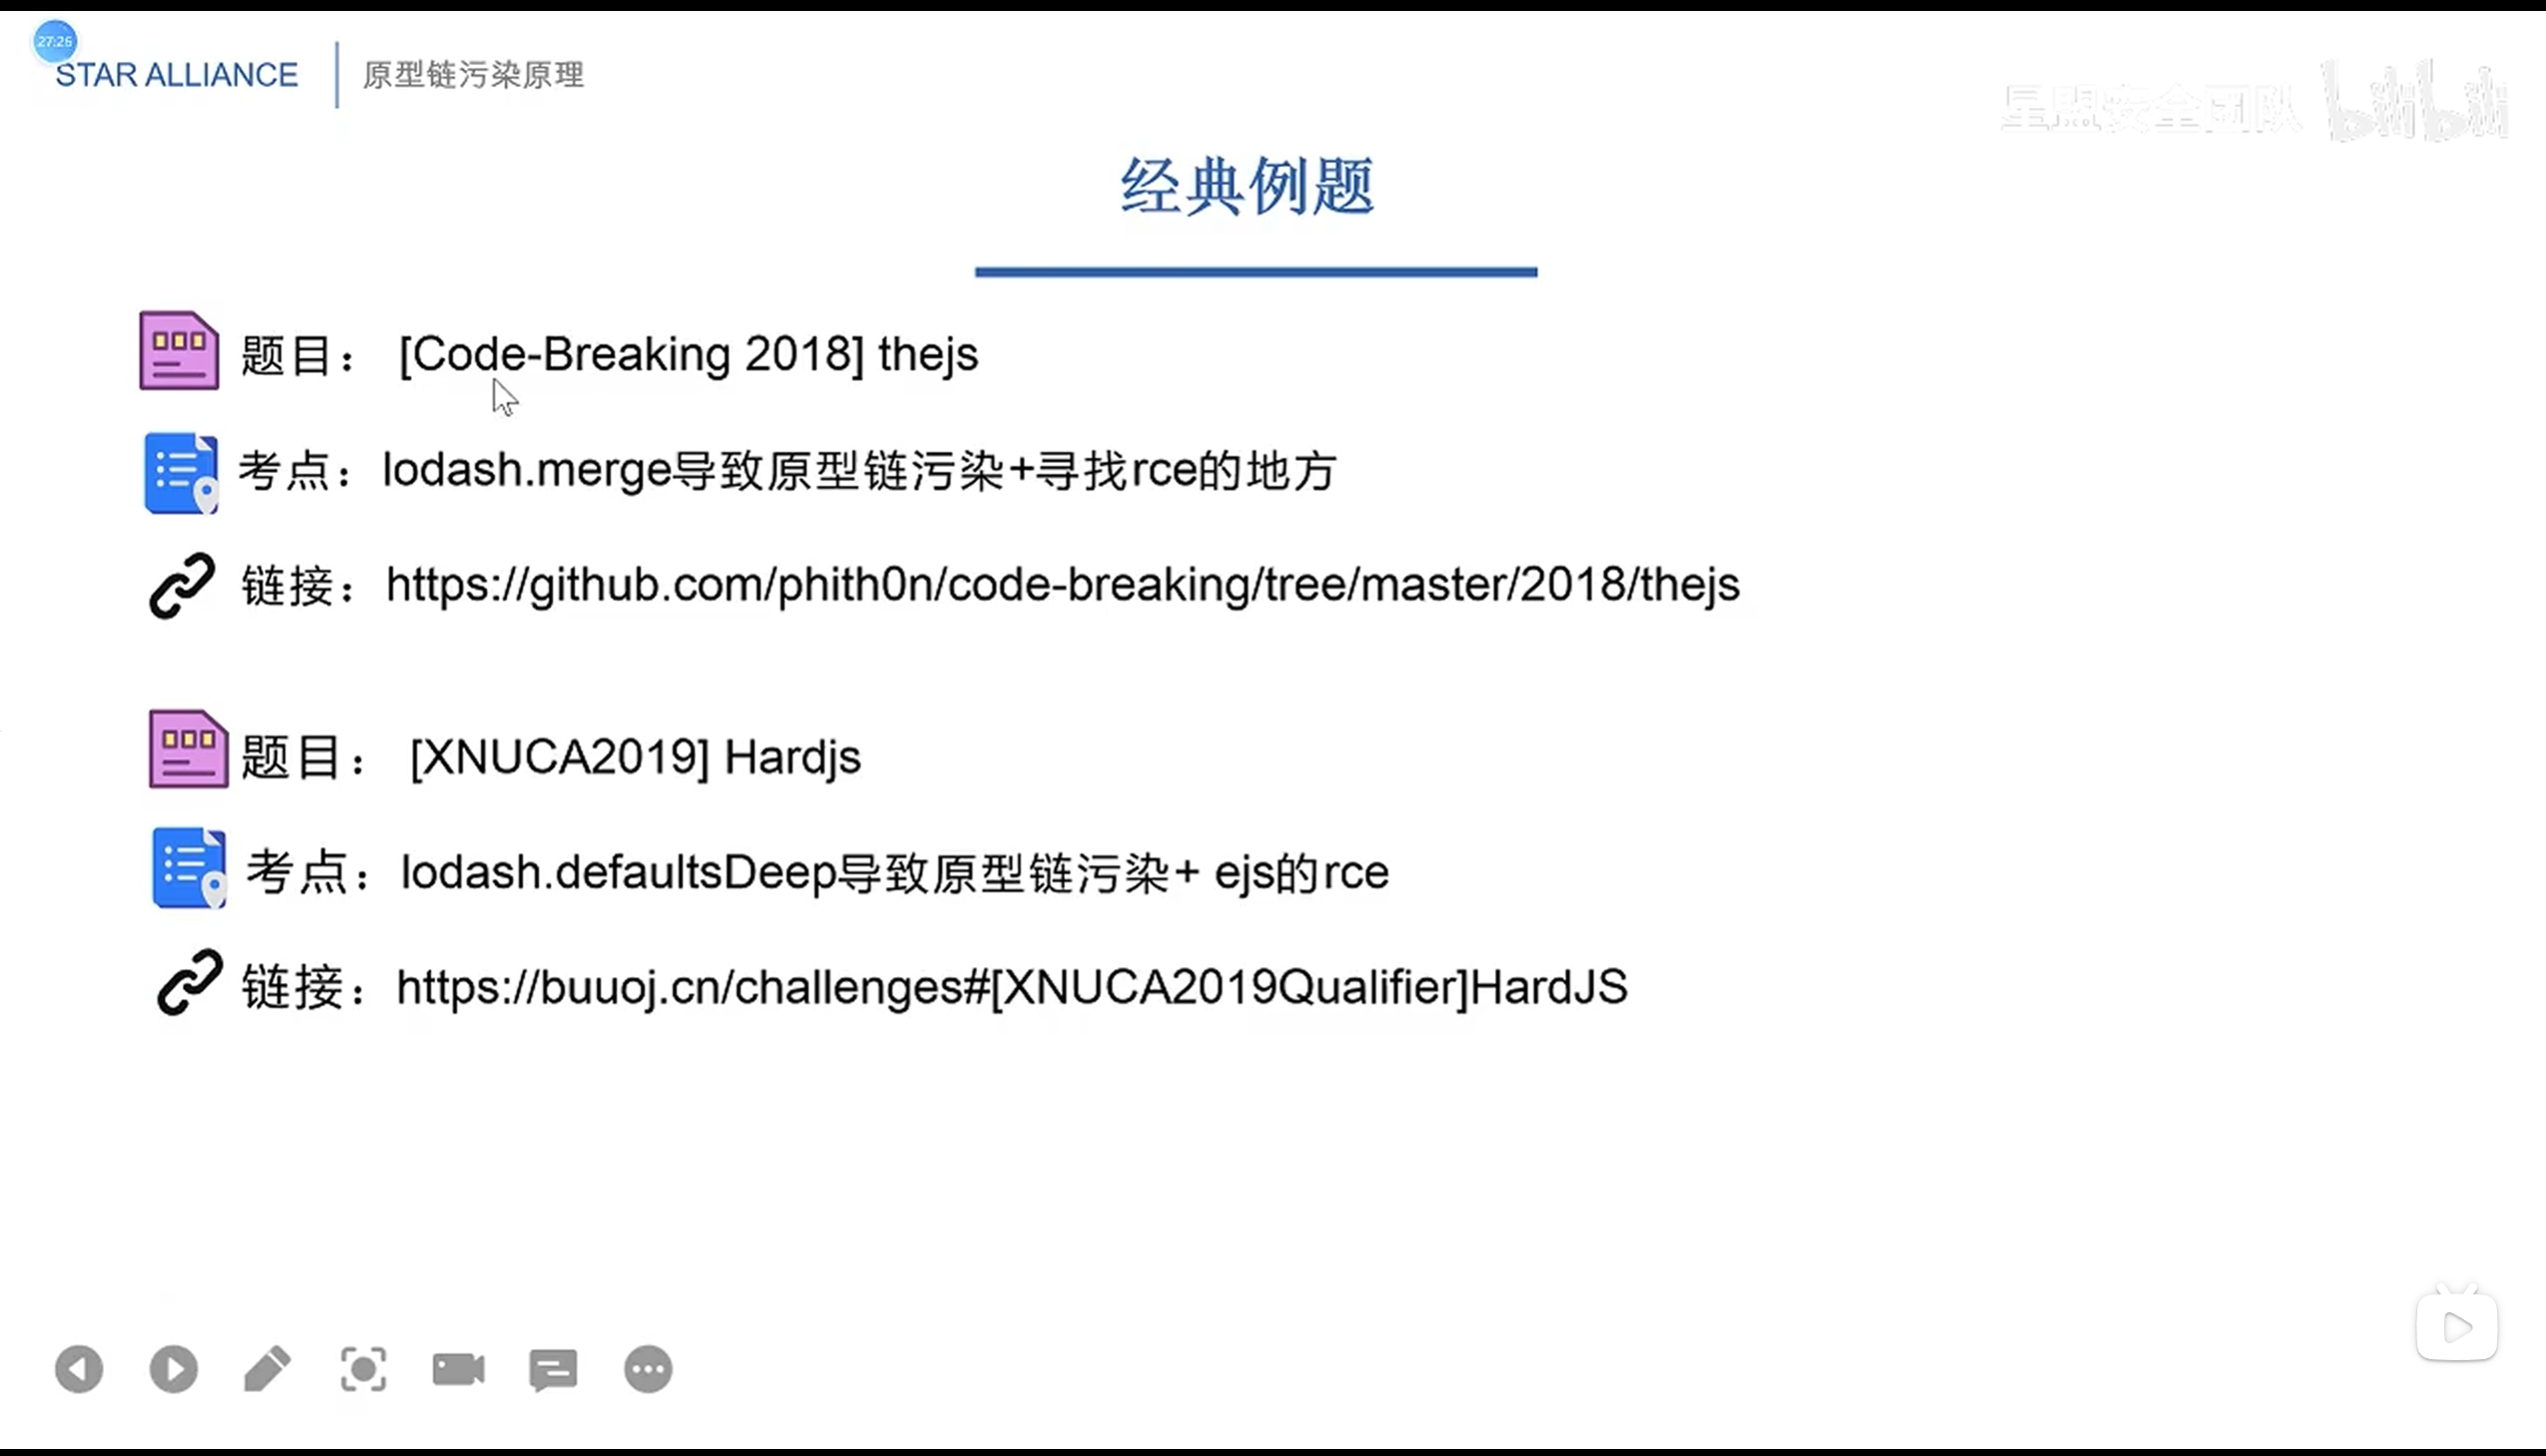 27:26
STAR ALLIANCE
原型链污染原理
星盟安全团队 bilibili
经典例题
题目： [Code-Breaking 2018] thejs
考点：lodash.merge导致原型链污染+寻找rce的地方
链接：https://github.com/phith0n/code-breaking/tree/master/2018/thejs
题目： [XNUCA2019] Hardjs
考点：lodash.defaultsDeep导致原型链污染+ ejs的rce
链接：https://buuoj.cn/challenges#[XNUCA2019Qualifier]HardJS